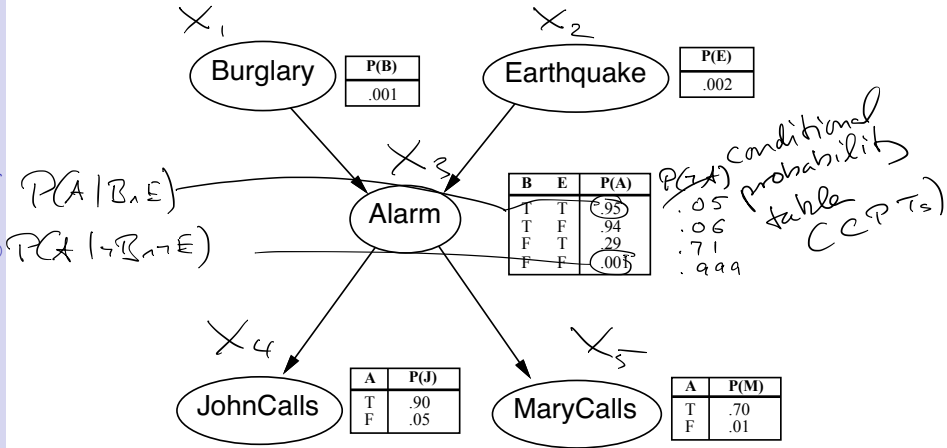 X₁
X₂
Burglary
P(B)
.001
Earthquake
P(E)
.002
conditional
probability
table
(CPTs)
X₃
P(A|B∧E)
P(A|¬B∧¬E)
Alarm
B E P(A) P(¬A)
T T .95 .05
T F .94 .06
F T .29 .71
F F .001 .999
X₄
X₅
JohnCalls
A P(J)
T .90
F .05
MaryCalls
A P(M)
T .70
F .01